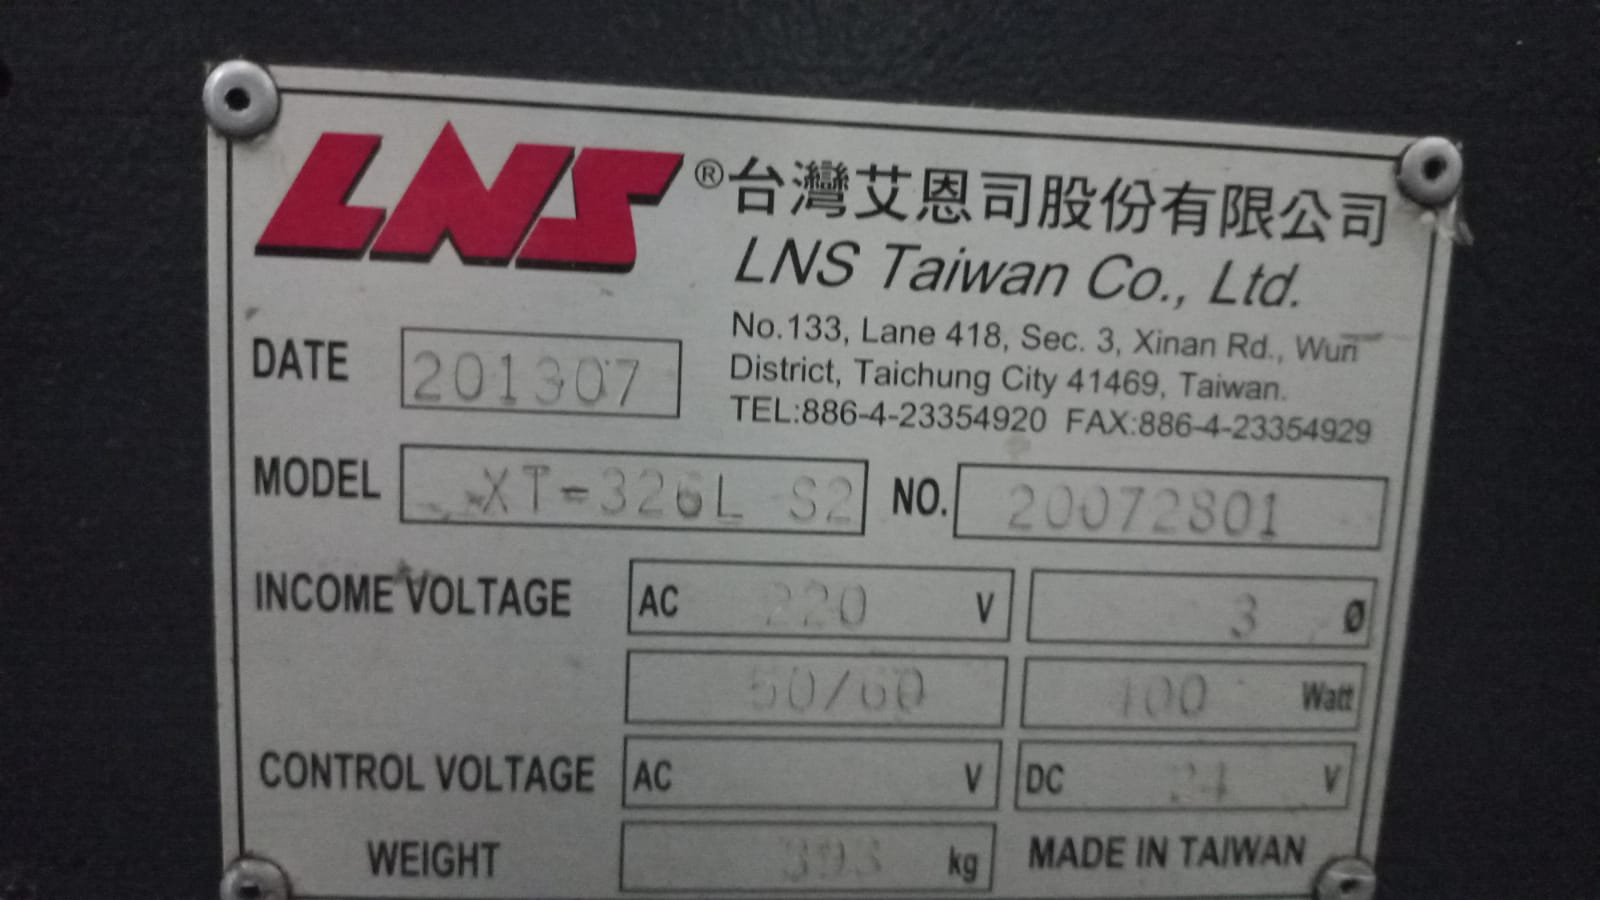 LNS ® 台灣艾恩司股份有限公司
LNS Taiwan Co., Ltd.
No.133, Lane 418, Sec. 3, Xinan Rd., Wuri
District, Taichung City 41469, Taiwan.
TEL:886-4-23354920 FAX:886-4-23354929
DATE 201307
MODEL XT-326L S2 NO. 20072801
INCOME VOLTAGE AC 220 V 3 Ø
50/60 400 Watt
CONTROL VOLTAGE AC V DC 24 V
WEIGHT 393 kg MADE IN TAIWAN